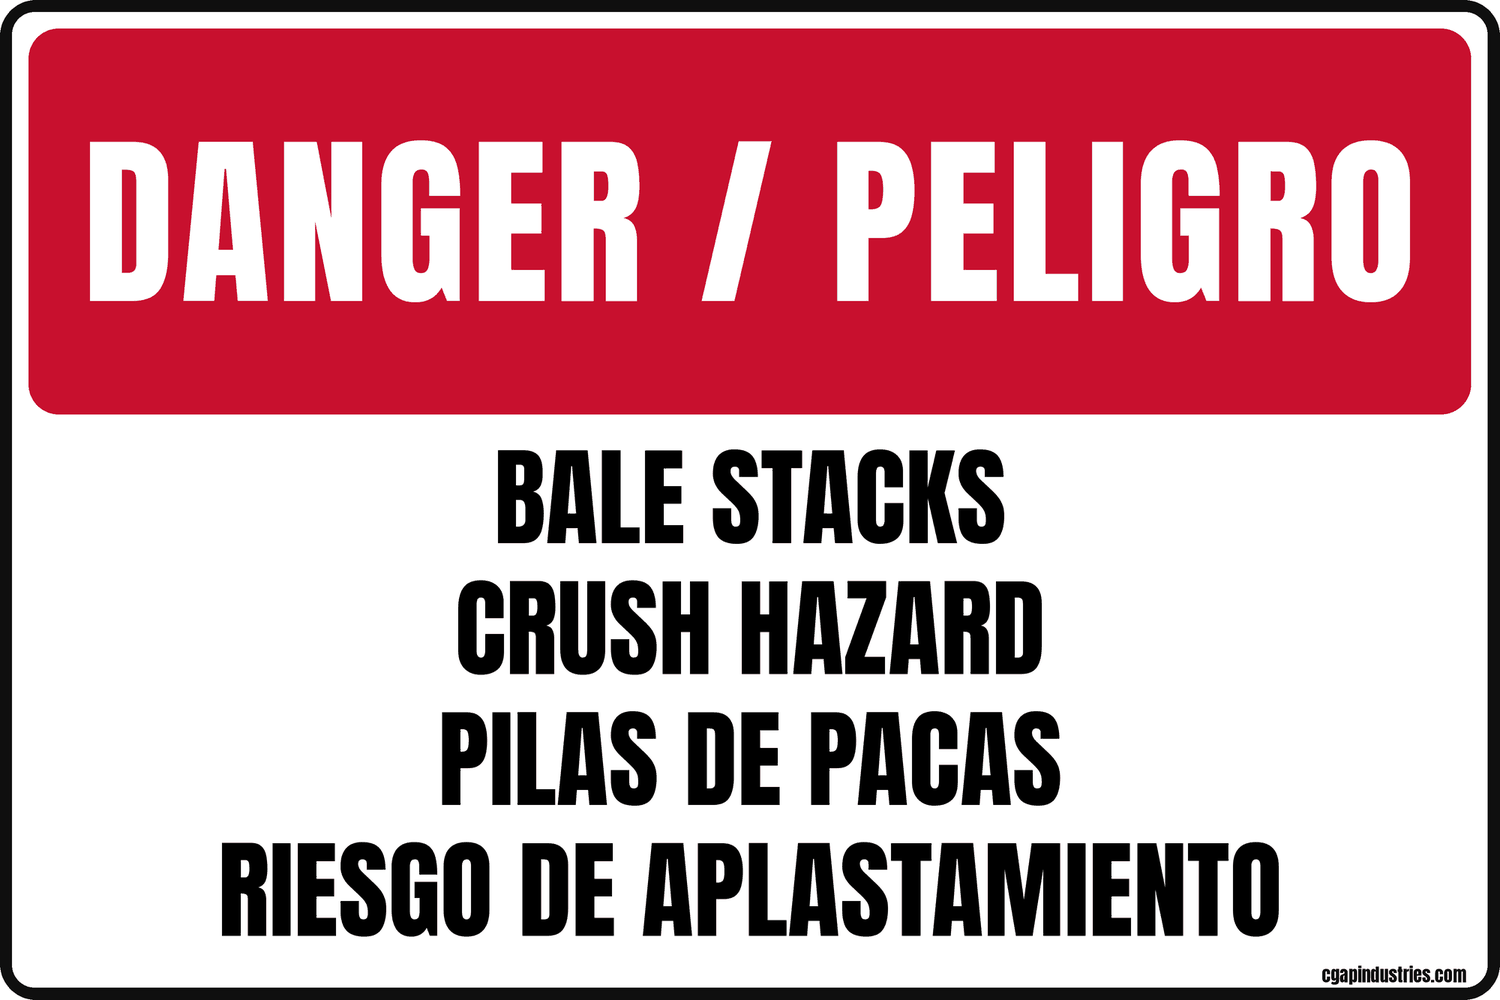 DANGER / PELIGRO
BALE STACKS
CRUSH HAZARD
PILAS DE PACAS
RIESGO DE APLASTAMIENTO
cgapindustries.com